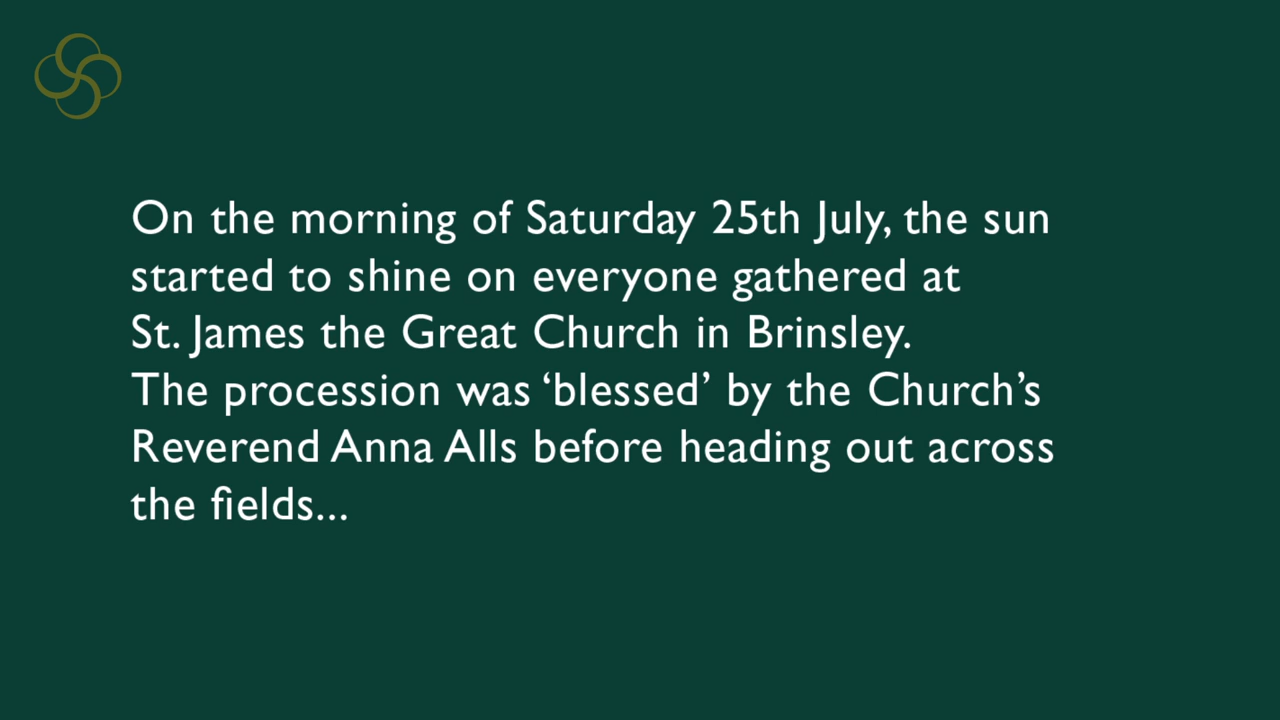 On the morning of Saturday 25th July, the sun
started to shine on everyone gathered at
St. James the Great Church in Brinsley.
The procession was ‘blessed’ by the Church’s
Reverend Anna Alls before heading out across
the fields...